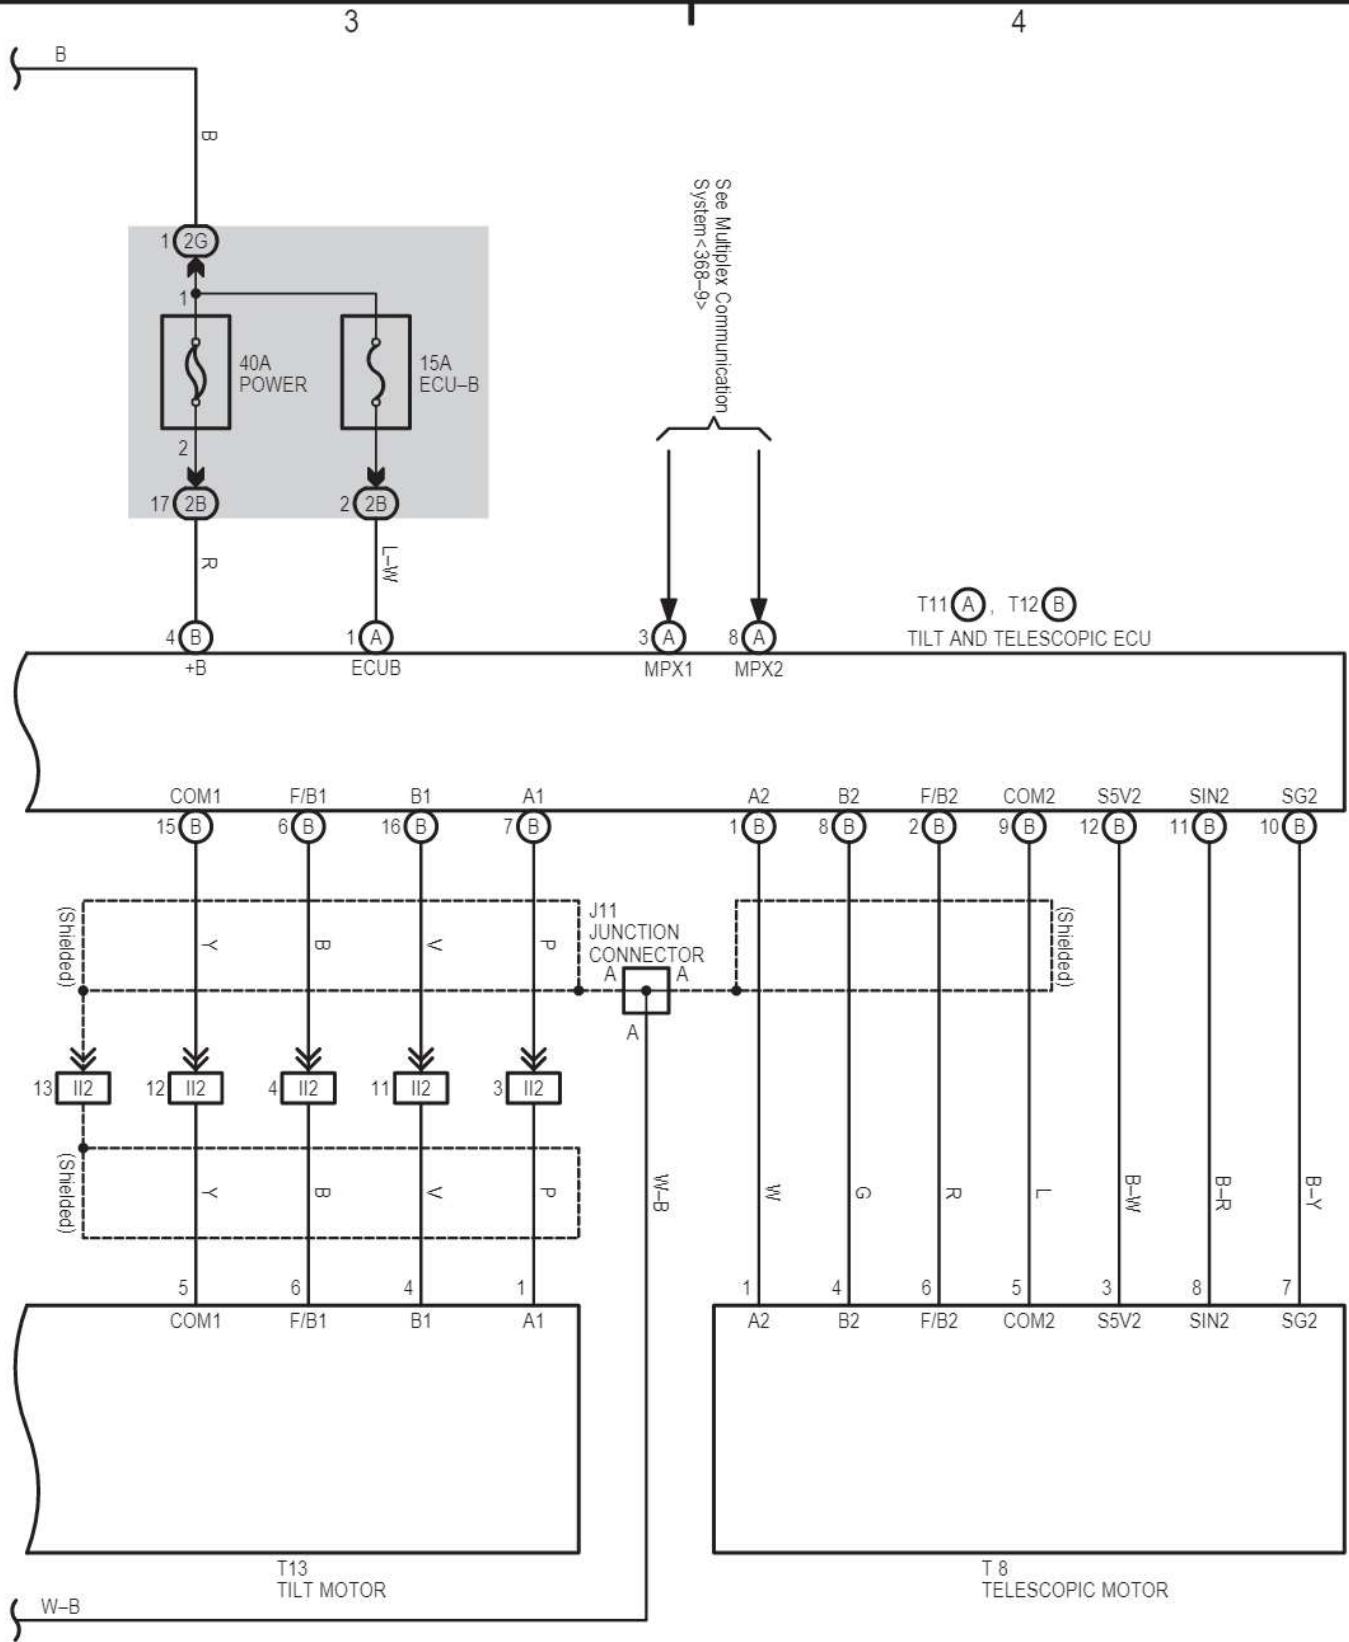 3
4
B
B
See Multiplex Communication
System<368–9>
1 2G
1
40A
POWER
15A
ECU–B
2
17 2B
2 2B
R
L–W
T11 A , T12 B
TILT AND TELESCOPIC ECU
4 B
1 A
3 A
8 A
+B
ECUB
MPX1
MPX2
COM1
F/B1
B1
A1
A2
B2
F/B2
COM2
S5V2
SIN2
SG2
15 B
6 B
16 B
7 B
1 B
8 B
2 B
9 B
12 B
11 B
10 B
(Shielded)
Y
B
V
P
J11
JUNCTION
CONNECTOR
A
A
A
(Shielded)
13 II2
12 II2
4 II2
11 II2
3 II2
(Shielded)
Y
B
V
P
W–B
W
G
R
L
B–W
B–R
B–Y
5
6
4
1
1
4
6
5
3
8
7
COM1
F/B1
B1
A1
A2
B2
F/B2
COM2
S5V2
SIN2
SG2
T13
TILT MOTOR
T 8
TELESCOPIC MOTOR
W–B